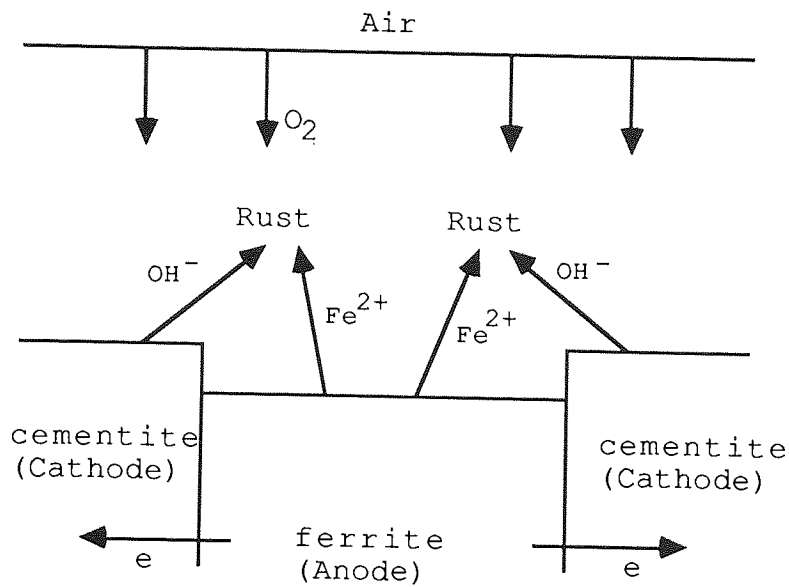 Air
O₂
Rust Rust
OH⁻ OH⁻
Fe²⁺ Fe²⁺
cementite
(Cathode)
cementite
(Cathode)
ferrite
(Anode)
e e